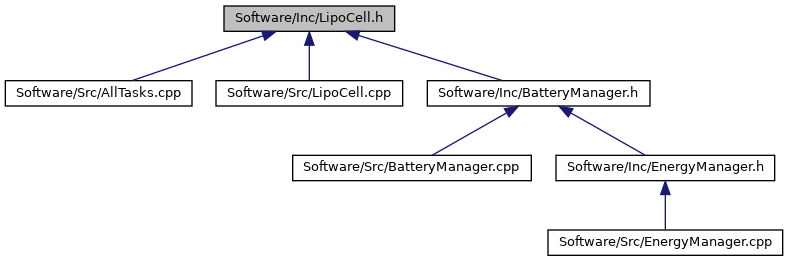 Software/Inc/LipoCell.h
Software/Src/AllTasks.cpp
Software/Src/LipoCell.cpp
Software/Inc/BatteryManager.h
Software/Src/BatteryManager.cpp
Software/Inc/EnergyManager.h
Software/Src/EnergyManager.cpp